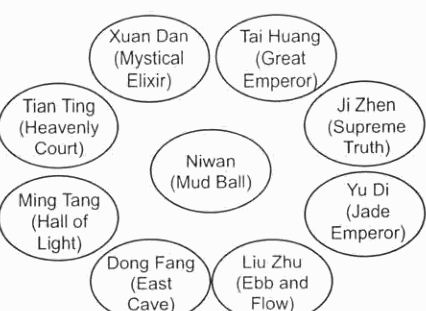 Xuan Dan
(Mystical
Elixir)
Tai Huang
(Great
Emperor)
Tian Ting
(Heavenly
Court)
Ji Zhen
(Supreme
Truth)
Niwan
(Mud Ball)
Ming Tang
(Hall of
Light)
Yu Di
(Jade
Emperor)
Dong Fang
(East
Cave)
Liu Zhu
(Ebb and
Flow)